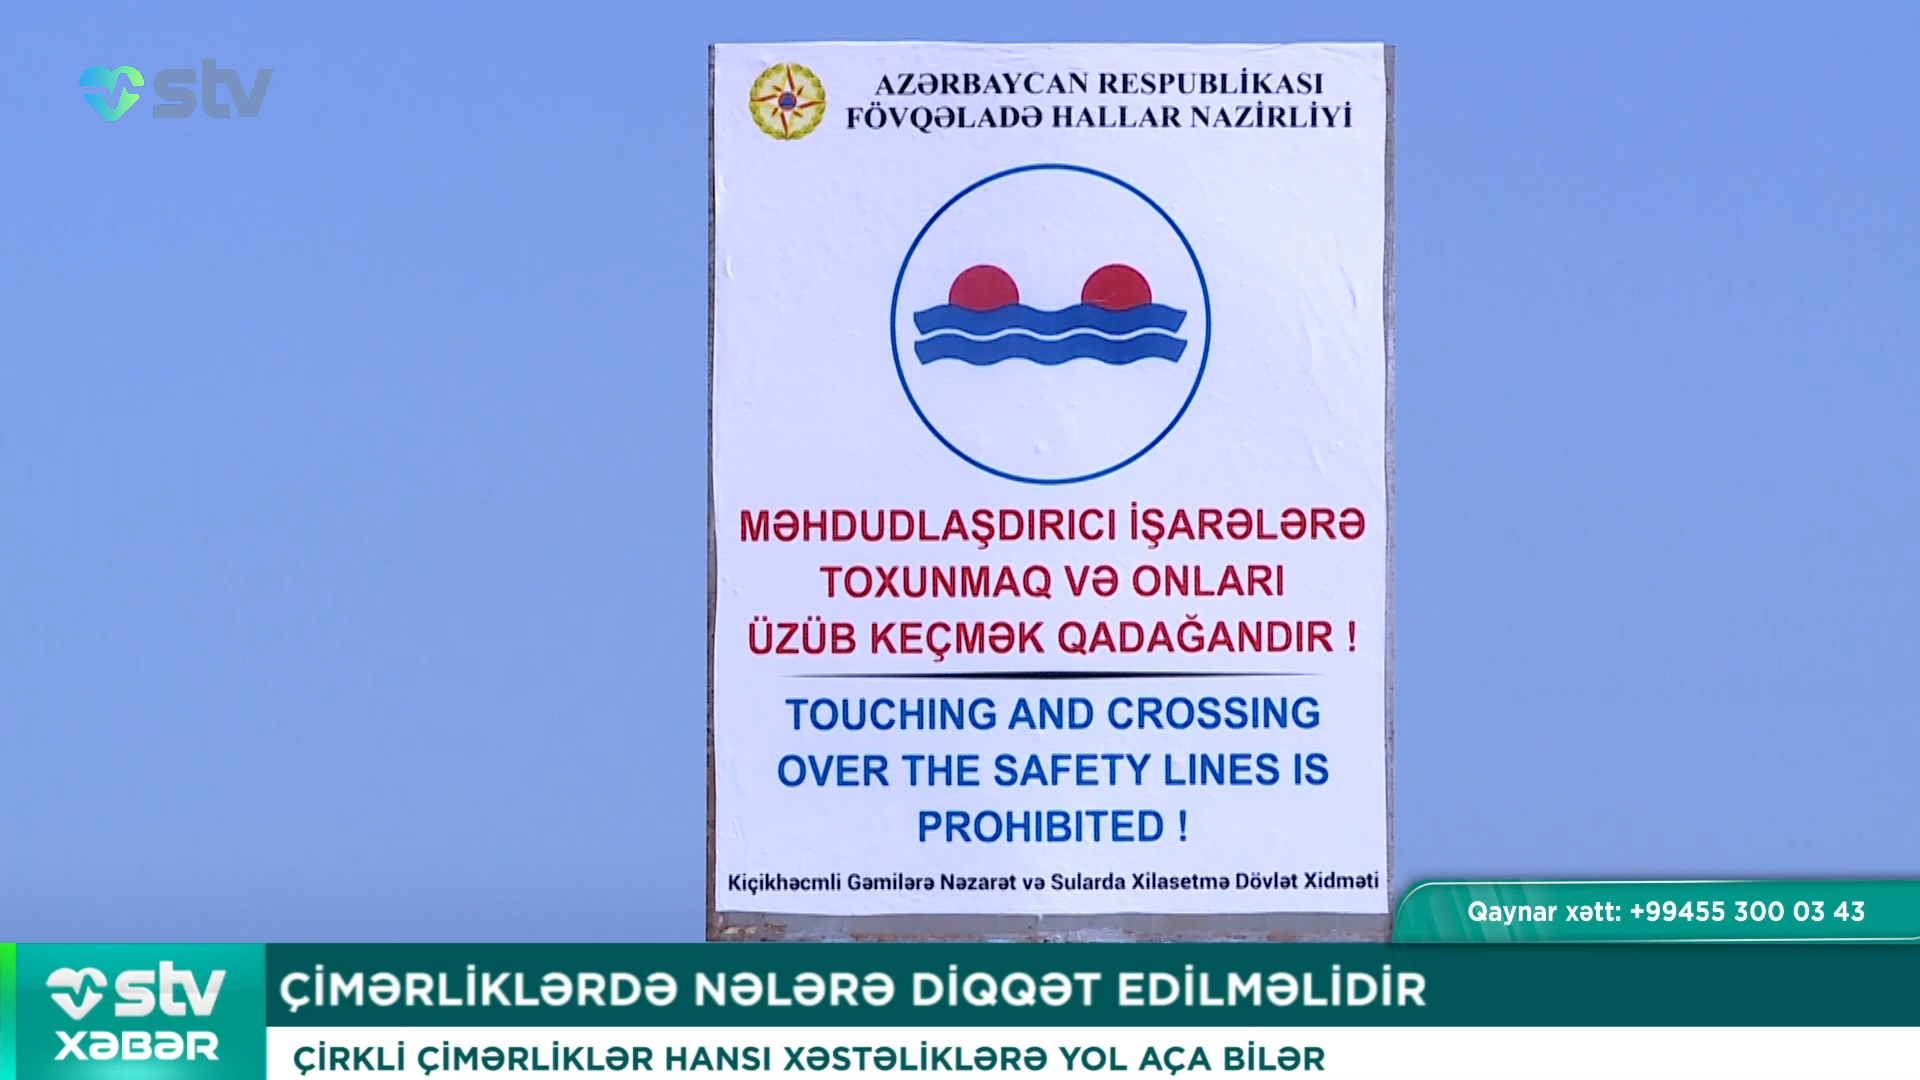 stv
AZƏRBAYCAN RESPUBLİKASI
FÖVQƏLADƏ HALLAR NAZİRLİYİ
MƏHDUDLAŞDIRICI İŞARƏLƏRƏ
TOXUNMAQ VƏ ONLARI
ÜZÜB KEÇMƏK QADAĞANDIR !
TOUCHING AND CROSSING
OVER THE SAFETY LINES IS
PROHIBITED !
Kiçikhəcmli Gəmilərə Nəzarət və Sularda Xilasetmə Dövlət Xidməti
Qaynar xətt: +99455 300 03 43
stv
XƏBƏR
ÇİMƏRLİKLƏRDƏ NƏLƏRƏ DİQQƏT EDİLMƏLİDİR
ÇİRKLİ ÇİMƏRLİKLƏR HANSI XƏSTƏLİKLƏRƏ YOL AÇA BİLƏR